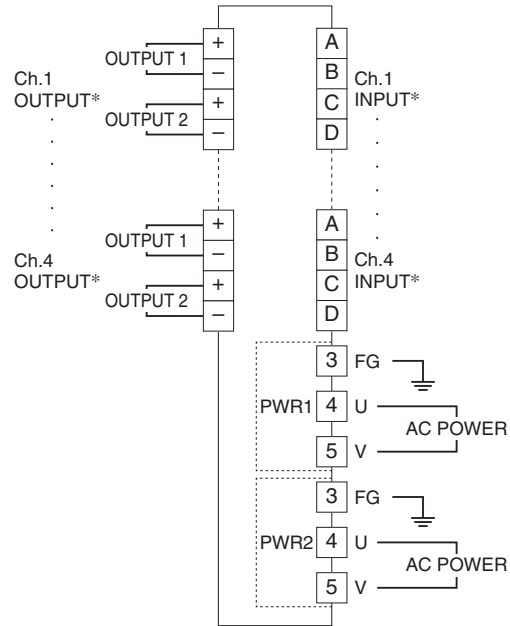 + A
OUTPUT 1
− B
Ch.1
OUTPUT*
Ch.1
INPUT*
+ C
OUTPUT 2
− D
+ A
OUTPUT 1
− B
Ch.4
OUTPUT*
Ch.4
INPUT*
+ C
OUTPUT 2
− D
3 FG
PWR1 4 U
AC POWER
5 V
3 FG
PWR2 4 U
AC POWER
5 V